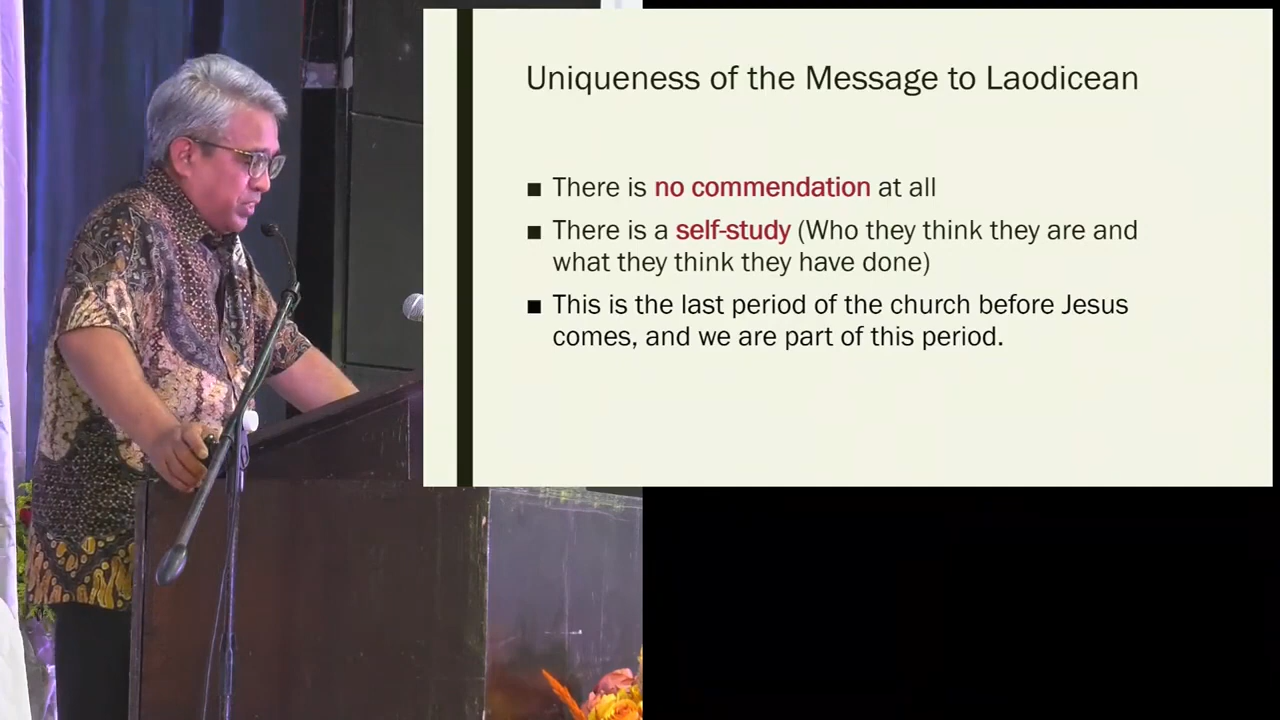 Uniqueness of the Message to Laodicean
■ There is no commendation at all
■ There is a self-study (Who they think they are and
what they think they have done)
■ This is the last period of the church before Jesus
comes, and we are part of this period.